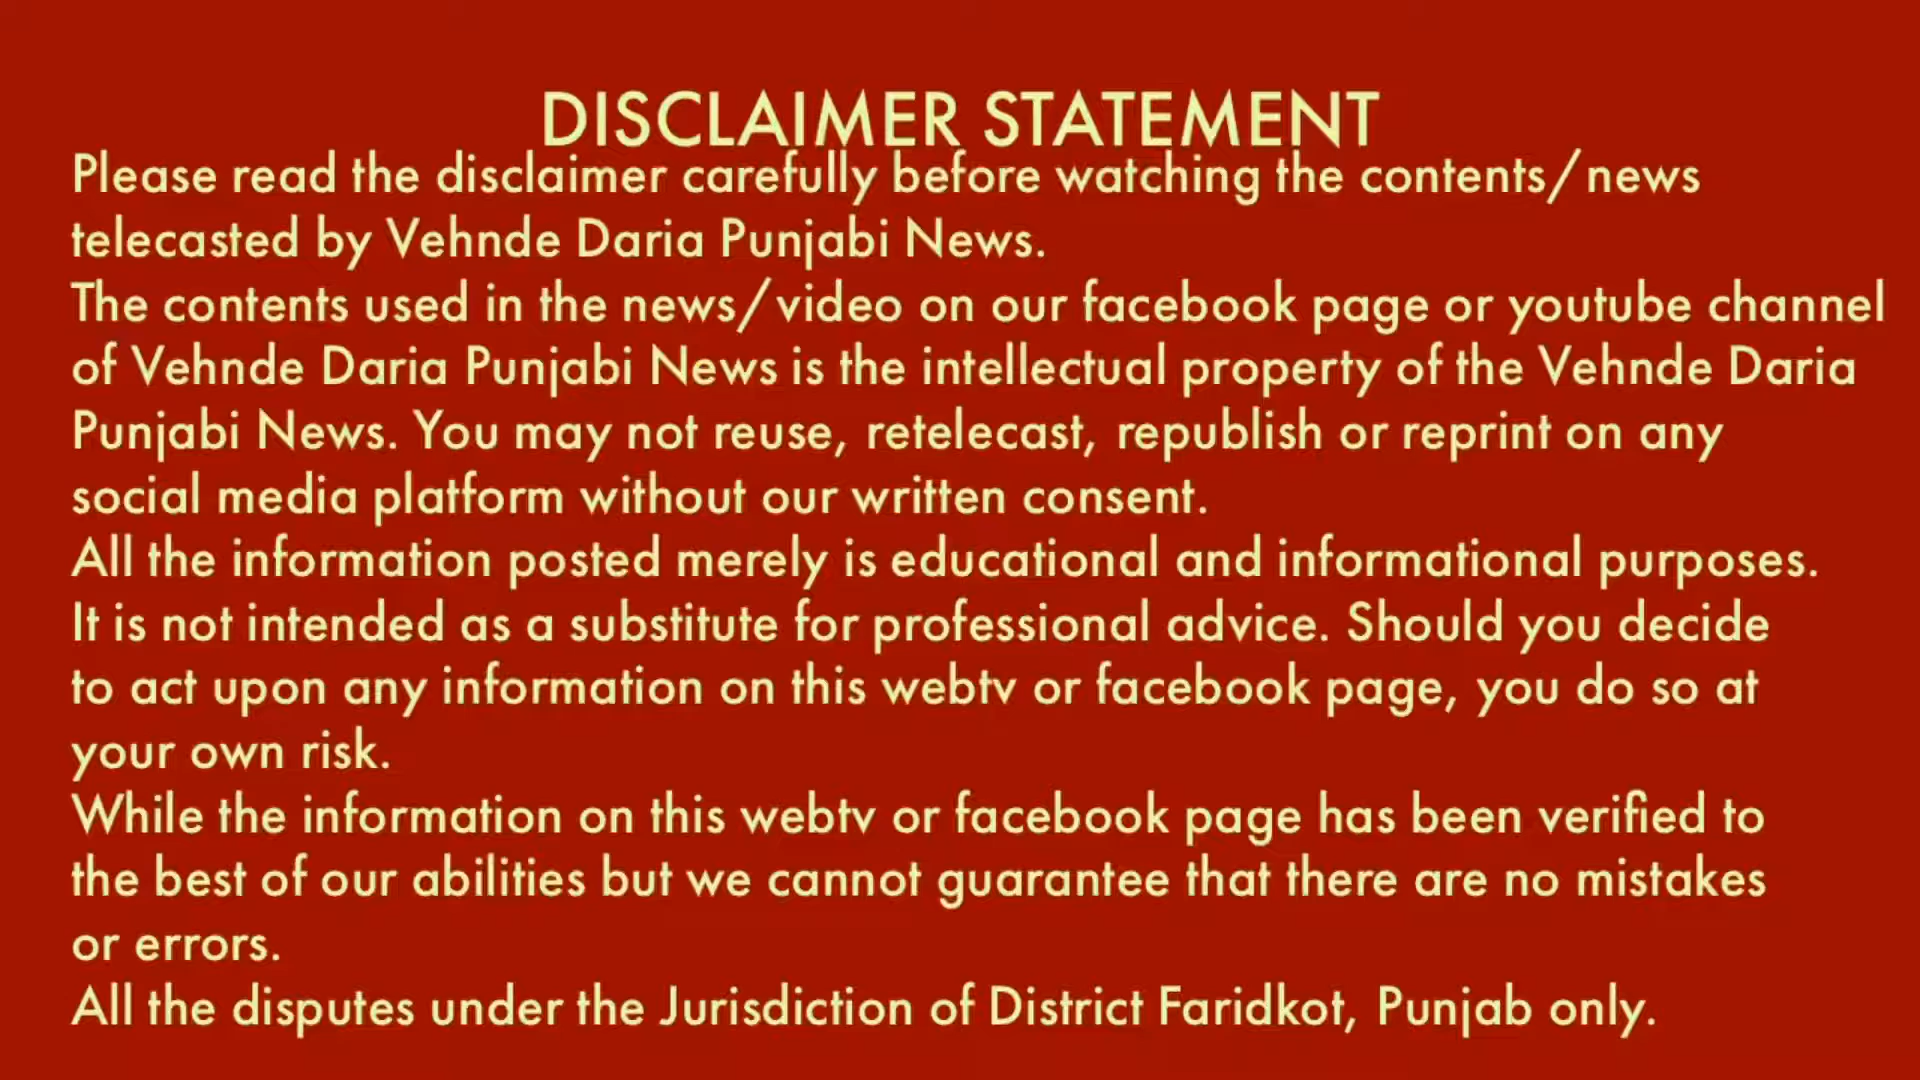 DISCLAIMER STATEMENT
Please read the disclaimer carefully before watching the contents/news
telecasted by Vehnde Daria Punjabi News.
The contents used in the news/video on our facebook page or youtube channel
of Vehnde Daria Punjabi News is the intellectual property of the Vehnde Daria
Punjabi News. You may not reuse, retelecast, republish or reprint on any
social media platform without our written consent.
All the information posted merely is educational and informational purposes.
It is not intended as a substitute for professional advice. Should you decide
to act upon any information on this webtv or facebook page, you do so at
your own risk.
While the information on this webtv or facebook page has been verified to
the best of our abilities but we cannot guarantee that there are no mistakes
or errors.
All the disputes under the Jurisdiction of District Faridkot, Punjab only.